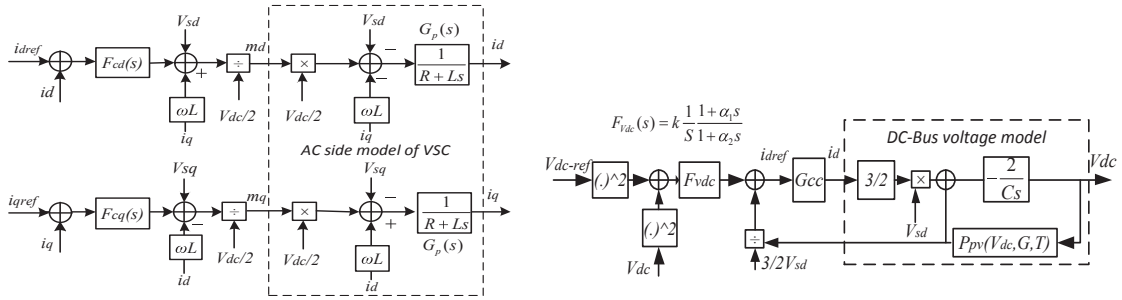 Vsd
Vsd
Gp(s)
idref
Fcd(s)
+
÷
md
×
−
−
1
R + Ls
id
id
ωL
Vdc/2
Vdc/2
ωL
iq
iq
AC side model of VSC
Vsq
Vsq
iqref
Fcq(s)
−
÷
mq
×
−
+
1
R + Ls
iq
iq
ωL
Vdc/2
Vdc/2
ωL
Gp(s)
id
id
FVdc(s) = k 1/S 1+α1s/1+α2s
DC-Bus voltage model
Vdc-ref
(.)^2
Fvdc
idref
Gcc
id
3/2
×
−2/Cs
Vdc
Vsd
(.)^2
÷
Ppv(Vdc,G,T)
Vdc
3/2Vsd